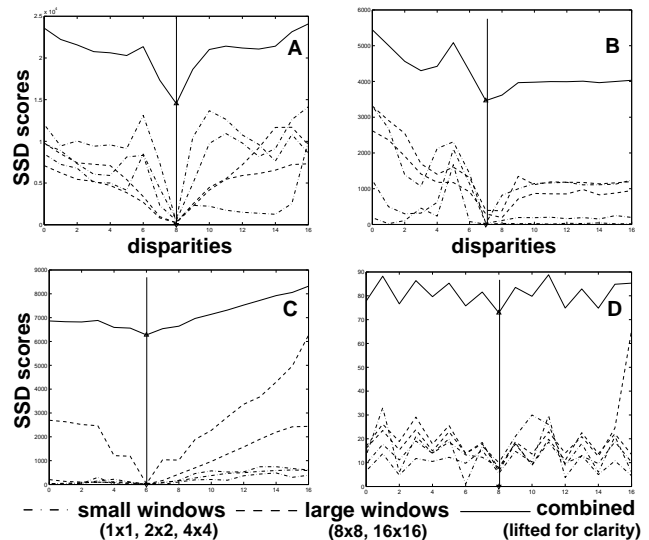 2.5 x 10^4
2
1.5
1
0.5
0
0 2 4 6 8 10 12 14 16
A
SSD scores
disparities
6000
5000
4000
3000
2000
1000
0
0 2 4 6 8 10 12 14 16
B
disparities
9000
8000
7000
6000
5000
4000
3000
2000
1000
0
0 2 4 6 8 10 12 14 16
C
SSD scores
90
80
70
60
50
40
30
20
10
0
0 2 4 6 8 10 12 14 16
D
small windows large windows combined
(1x1, 2x2, 4x4) (8x8, 16x16) (lifted for clarity)